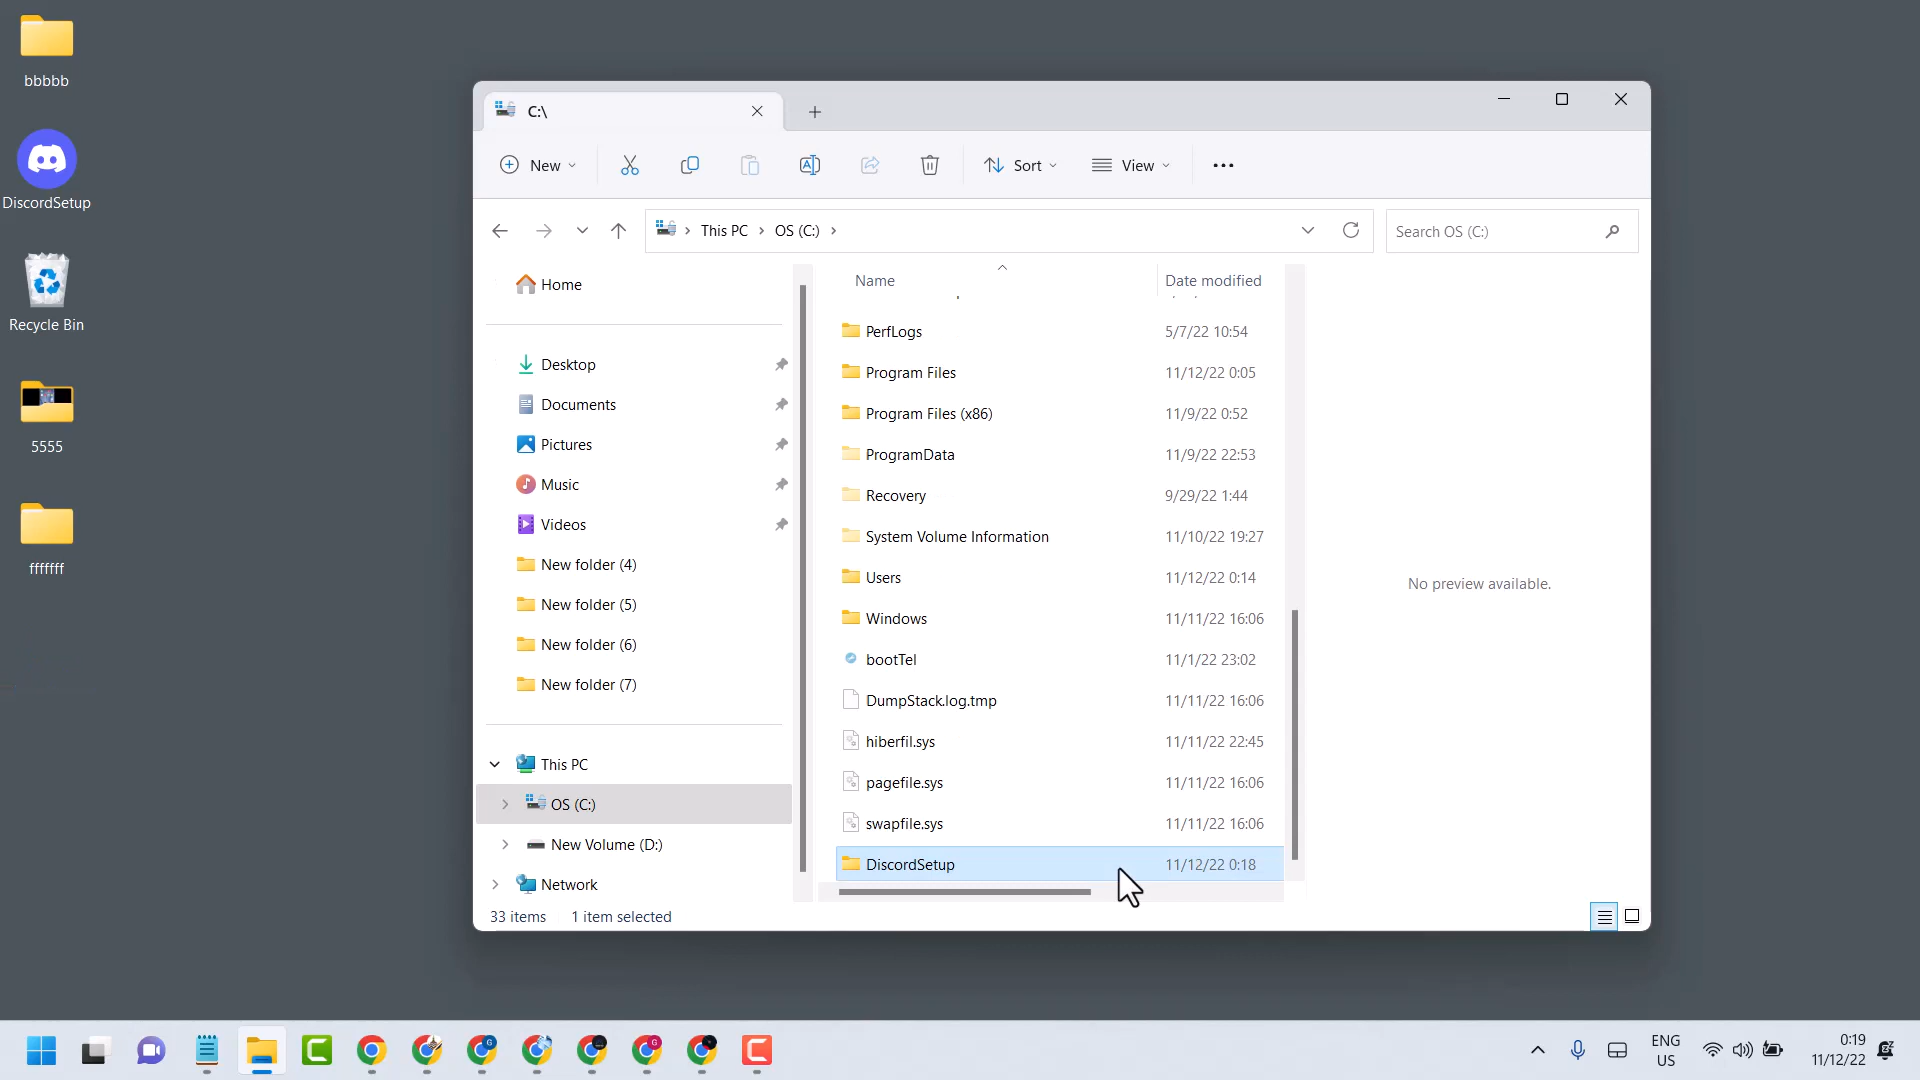 bbbbb
DiscordSetup
Recycle Bin
5555
fffffff
C:\
New
Sort
View
This PC
OS (C:)
Search OS (C:)
Home
Desktop
Documents
Pictures
Music
Videos
New folder (4)
New folder (5)
New folder (6)
New folder (7)
This PC
OS (C:)
New Volume (D:)
Network
Name Date modified
PerfLogs 5/7/22 10:54
Program Files 11/12/22 0:05
Program Files (x86) 11/9/22 0:52
ProgramData 11/9/22 22:53
Recovery 9/29/22 1:44
System Volume Information 11/10/22 19:27
Users 11/12/22 0:14
Windows 11/11/22 16:06
bootTel 11/1/22 23:02
DumpStack.log.tmp 11/11/22 16:06
hiberfil.sys 11/11/22 22:45
pagefile.sys 11/11/22 16:06
swapfile.sys 11/11/22 16:06
DiscordSetup 11/12/22 0:18
No preview available.
33 items 1 item selected
ENG
US
0:19
11/12/22